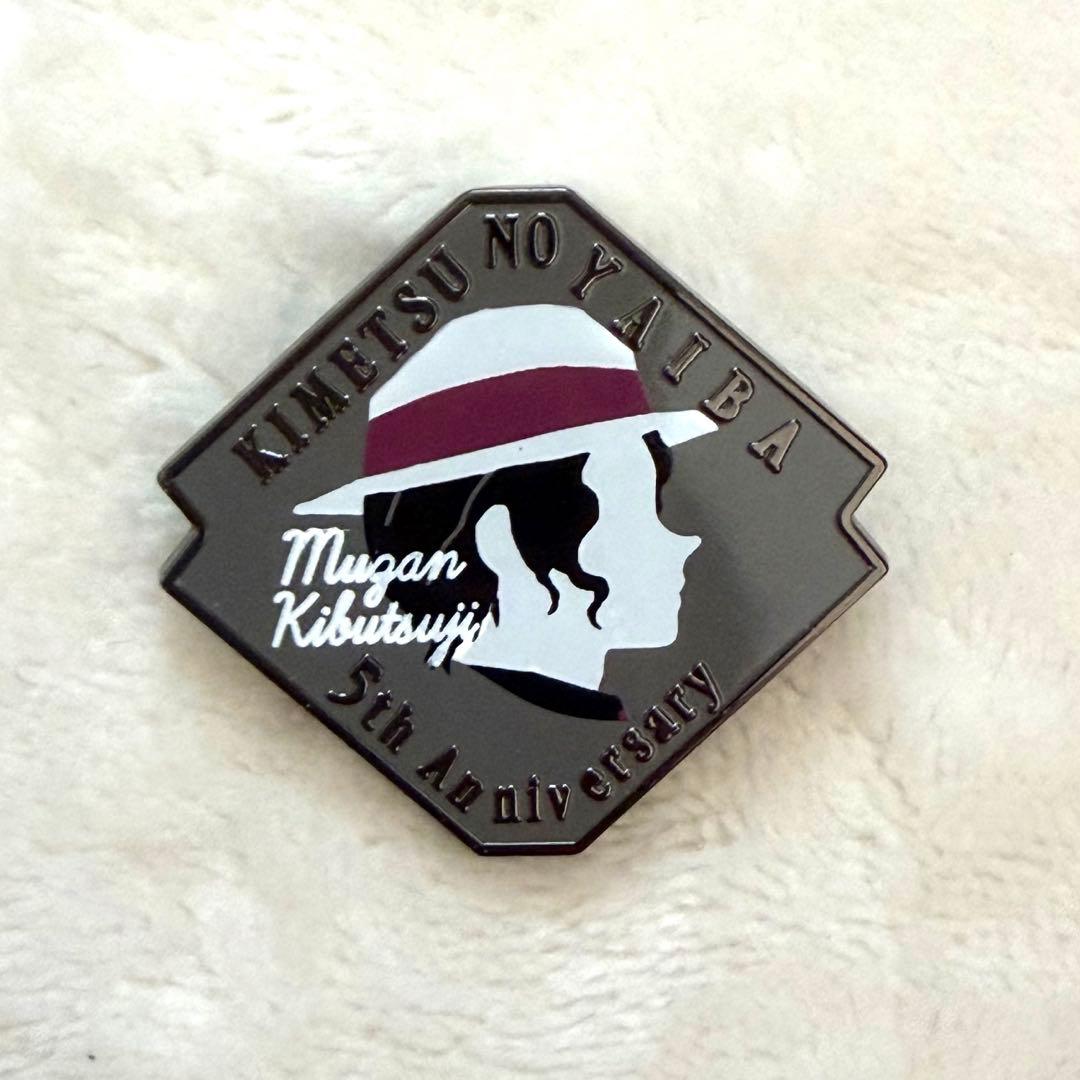 KIMETSU NO YAIBA
Muzan
Kibutsuji
5th Anniversary